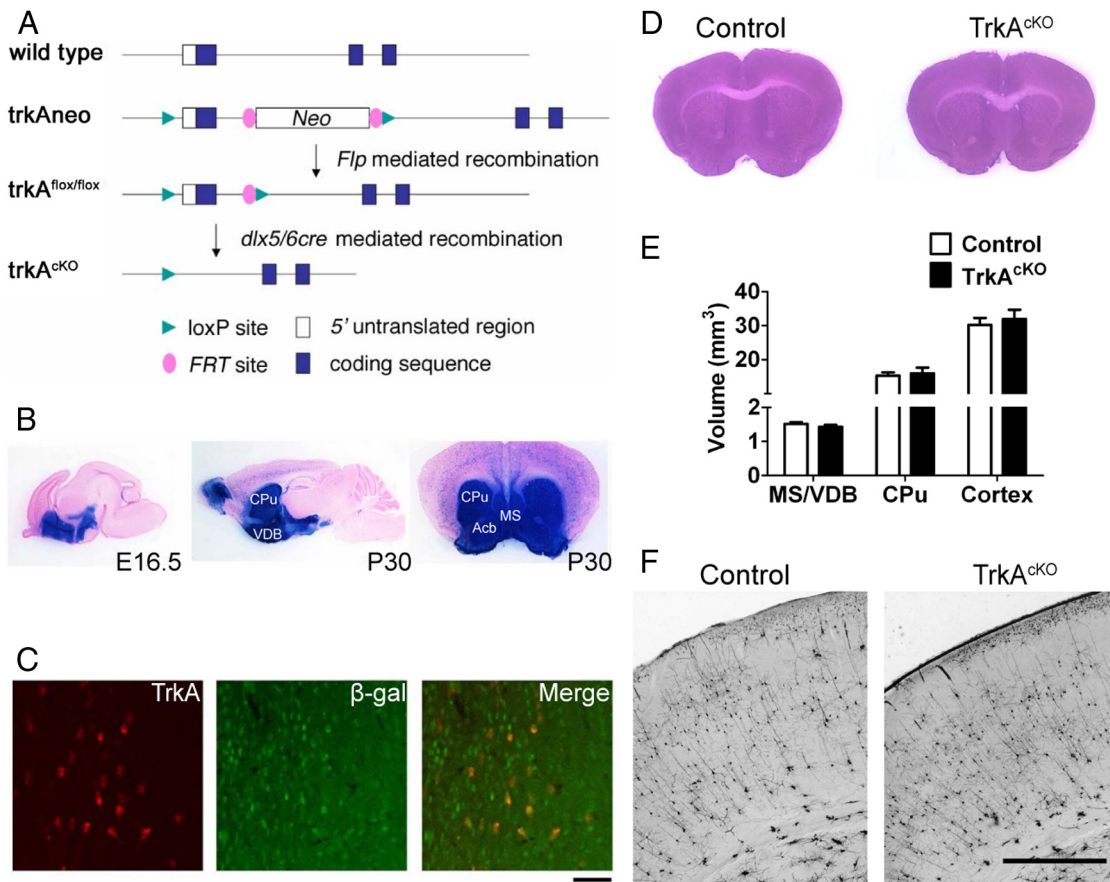 A
wild type
trkAneo
Neo
Flp mediated recombination
trkAflox/flox
dlx5/6cre mediated recombination
trkAcKO
loxP site
5' untranslated region
FRT site
coding sequence
B
E16.5
CPu
VDB
P30
CPu
MS
Acb
P30
C
TrkA
β-gal
Merge
D
Control
TrkAcKO
E
Control
TrkAcKO
Volume (mm3)
40
30
20
2
1
0
MS/VDB
CPu
Cortex
F
Control
TrkAcKO